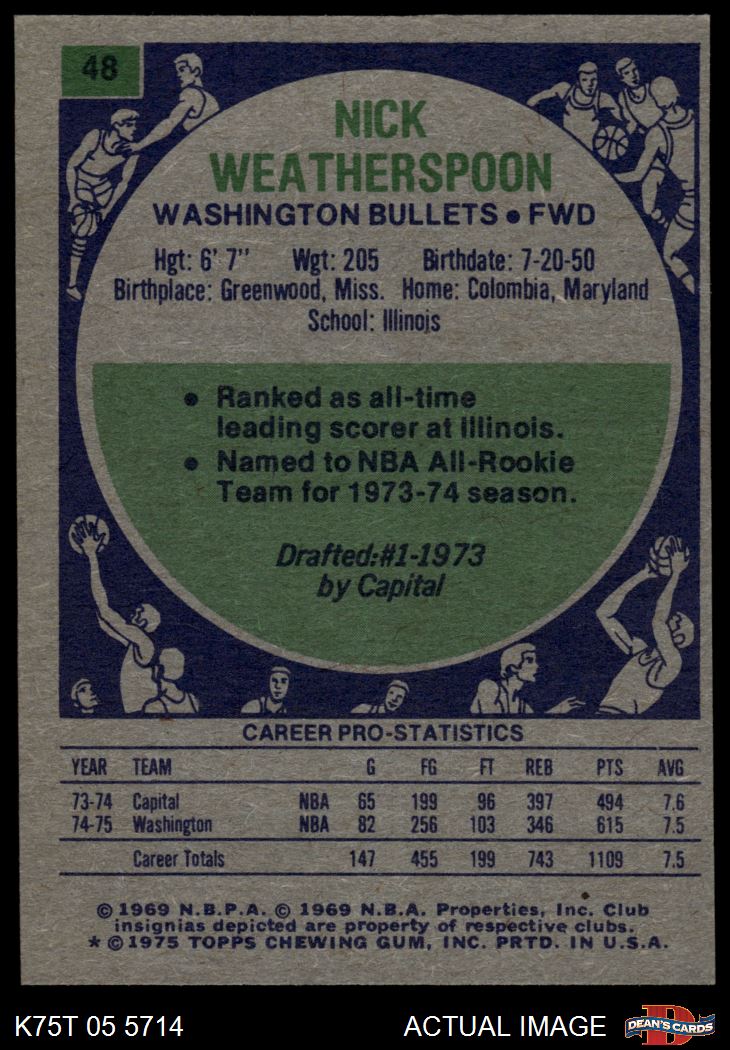 48
NICK
WEATHERSPOON
WASHINGTON BULLETS • FWD
Hgt: 6' 7" Wgt: 205 Birthdate: 7-20-50
Birthplace: Greenwood, Miss. Home: Colombia, Maryland
School: Illinois
• Ranked as all-time
leading scorer at Illinois.
• Named to NBA All-Rookie
Team for 1973-74 season.
Drafted:#1-1973
by Capital
CAREER PRO-STATISTICS
YEAR TEAM G FG FT REB PTS AVG
73-74 Capital NBA 65 199 96 397 494 7.6
74-75 Washington NBA 82 256 103 346 615 7.5
Career Totals 147 455 199 743 1109 7.5
© 1969 N.B.P.A. © 1969 N.B.A. Properties, Inc. Club
insignias depicted are property of respective clubs.
* © 1975 TOPPS CHEWING GUM, INC. PRTD. IN U.S.A.
K75T 05 5714 ACTUAL IMAGE D DEAN'S CARDS